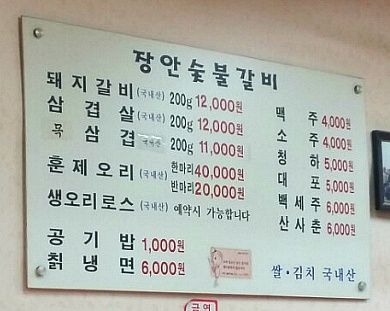 장안숯불갈비
돼지갈비 (국내산) 200g 12,000원
삼겹살 (국내산) 200g 12,000원
목삼겹 국내산 200g 11,000원
훈제오리 (국내산) 한마리 40,000원
반마리 20,000원
생오리로스 (국내산) 예약시 가능합니다
공기밥 1,000원
칡냉면 6,000원
맥주 4,000원
소주 4,000원
청하 5,000원
대포 5,000원
백세주 6,000원
산사춘 6,000원
쌀·김치 국내산
금연